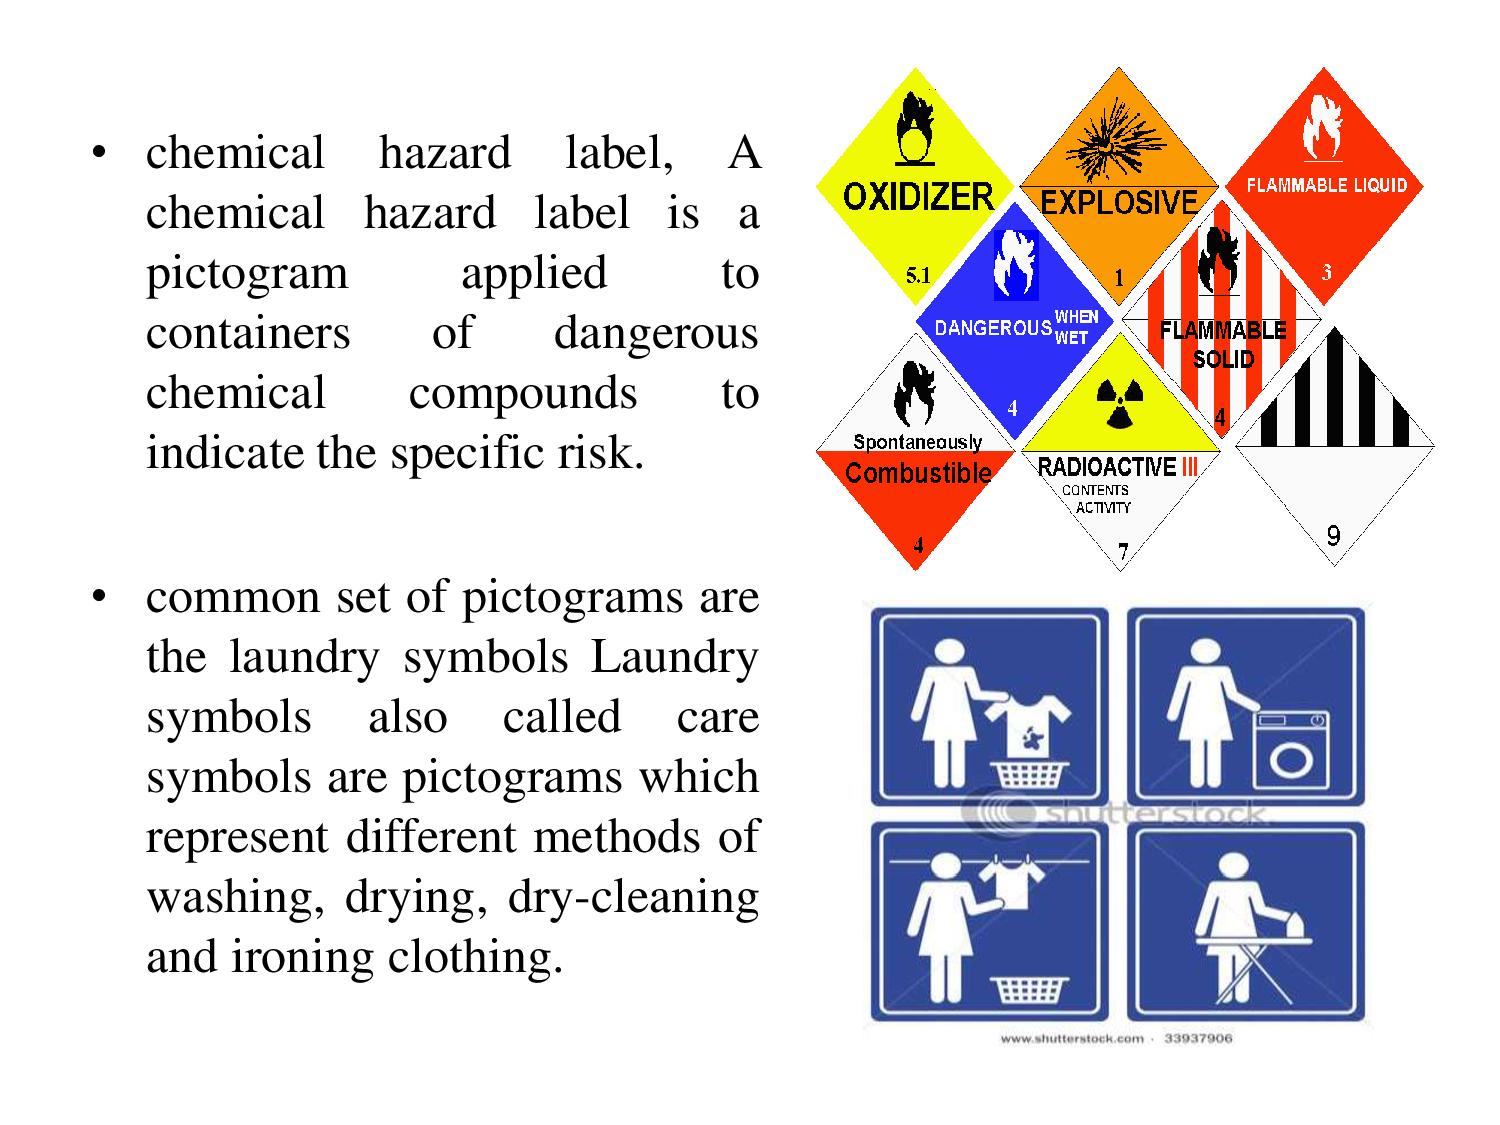 • chemical hazard label, A
chemical hazard label is a
pictogram applied to
containers of dangerous
chemical compounds to
indicate the specific risk.
• common set of pictograms are
the laundry symbols Laundry
symbols also called care
symbols are pictograms which
represent different methods of
washing, drying, dry-cleaning
and ironing clothing.
OXIDIZER
5.1
EXPLOSIVE
1
FLAMMABLE LIQUID
3
DANGEROUS WHEN
WET
4
FLAMMABLE
SOLID
4
Spontaneously
Combustible
4
RADIOACTIVE III
CONTENTS
ACTIVITY
7
9
shutterstock
www.shutterstock.com · 33937906